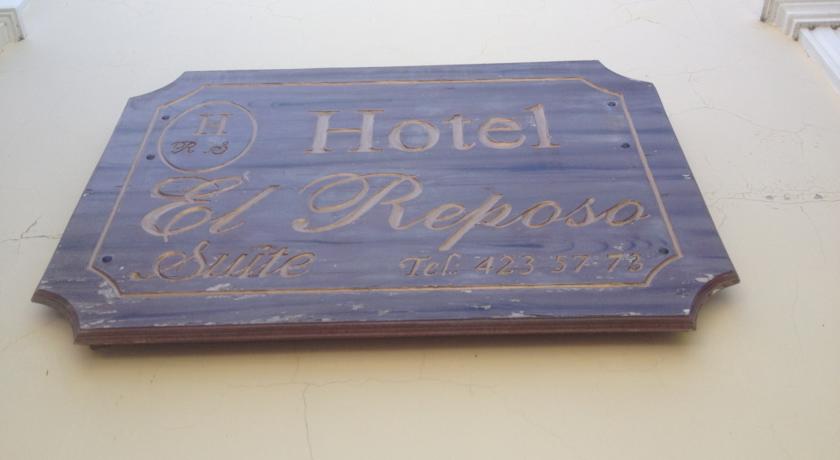 H
R S
Hotel
El Reposo
Suite Tel: 423 57 73